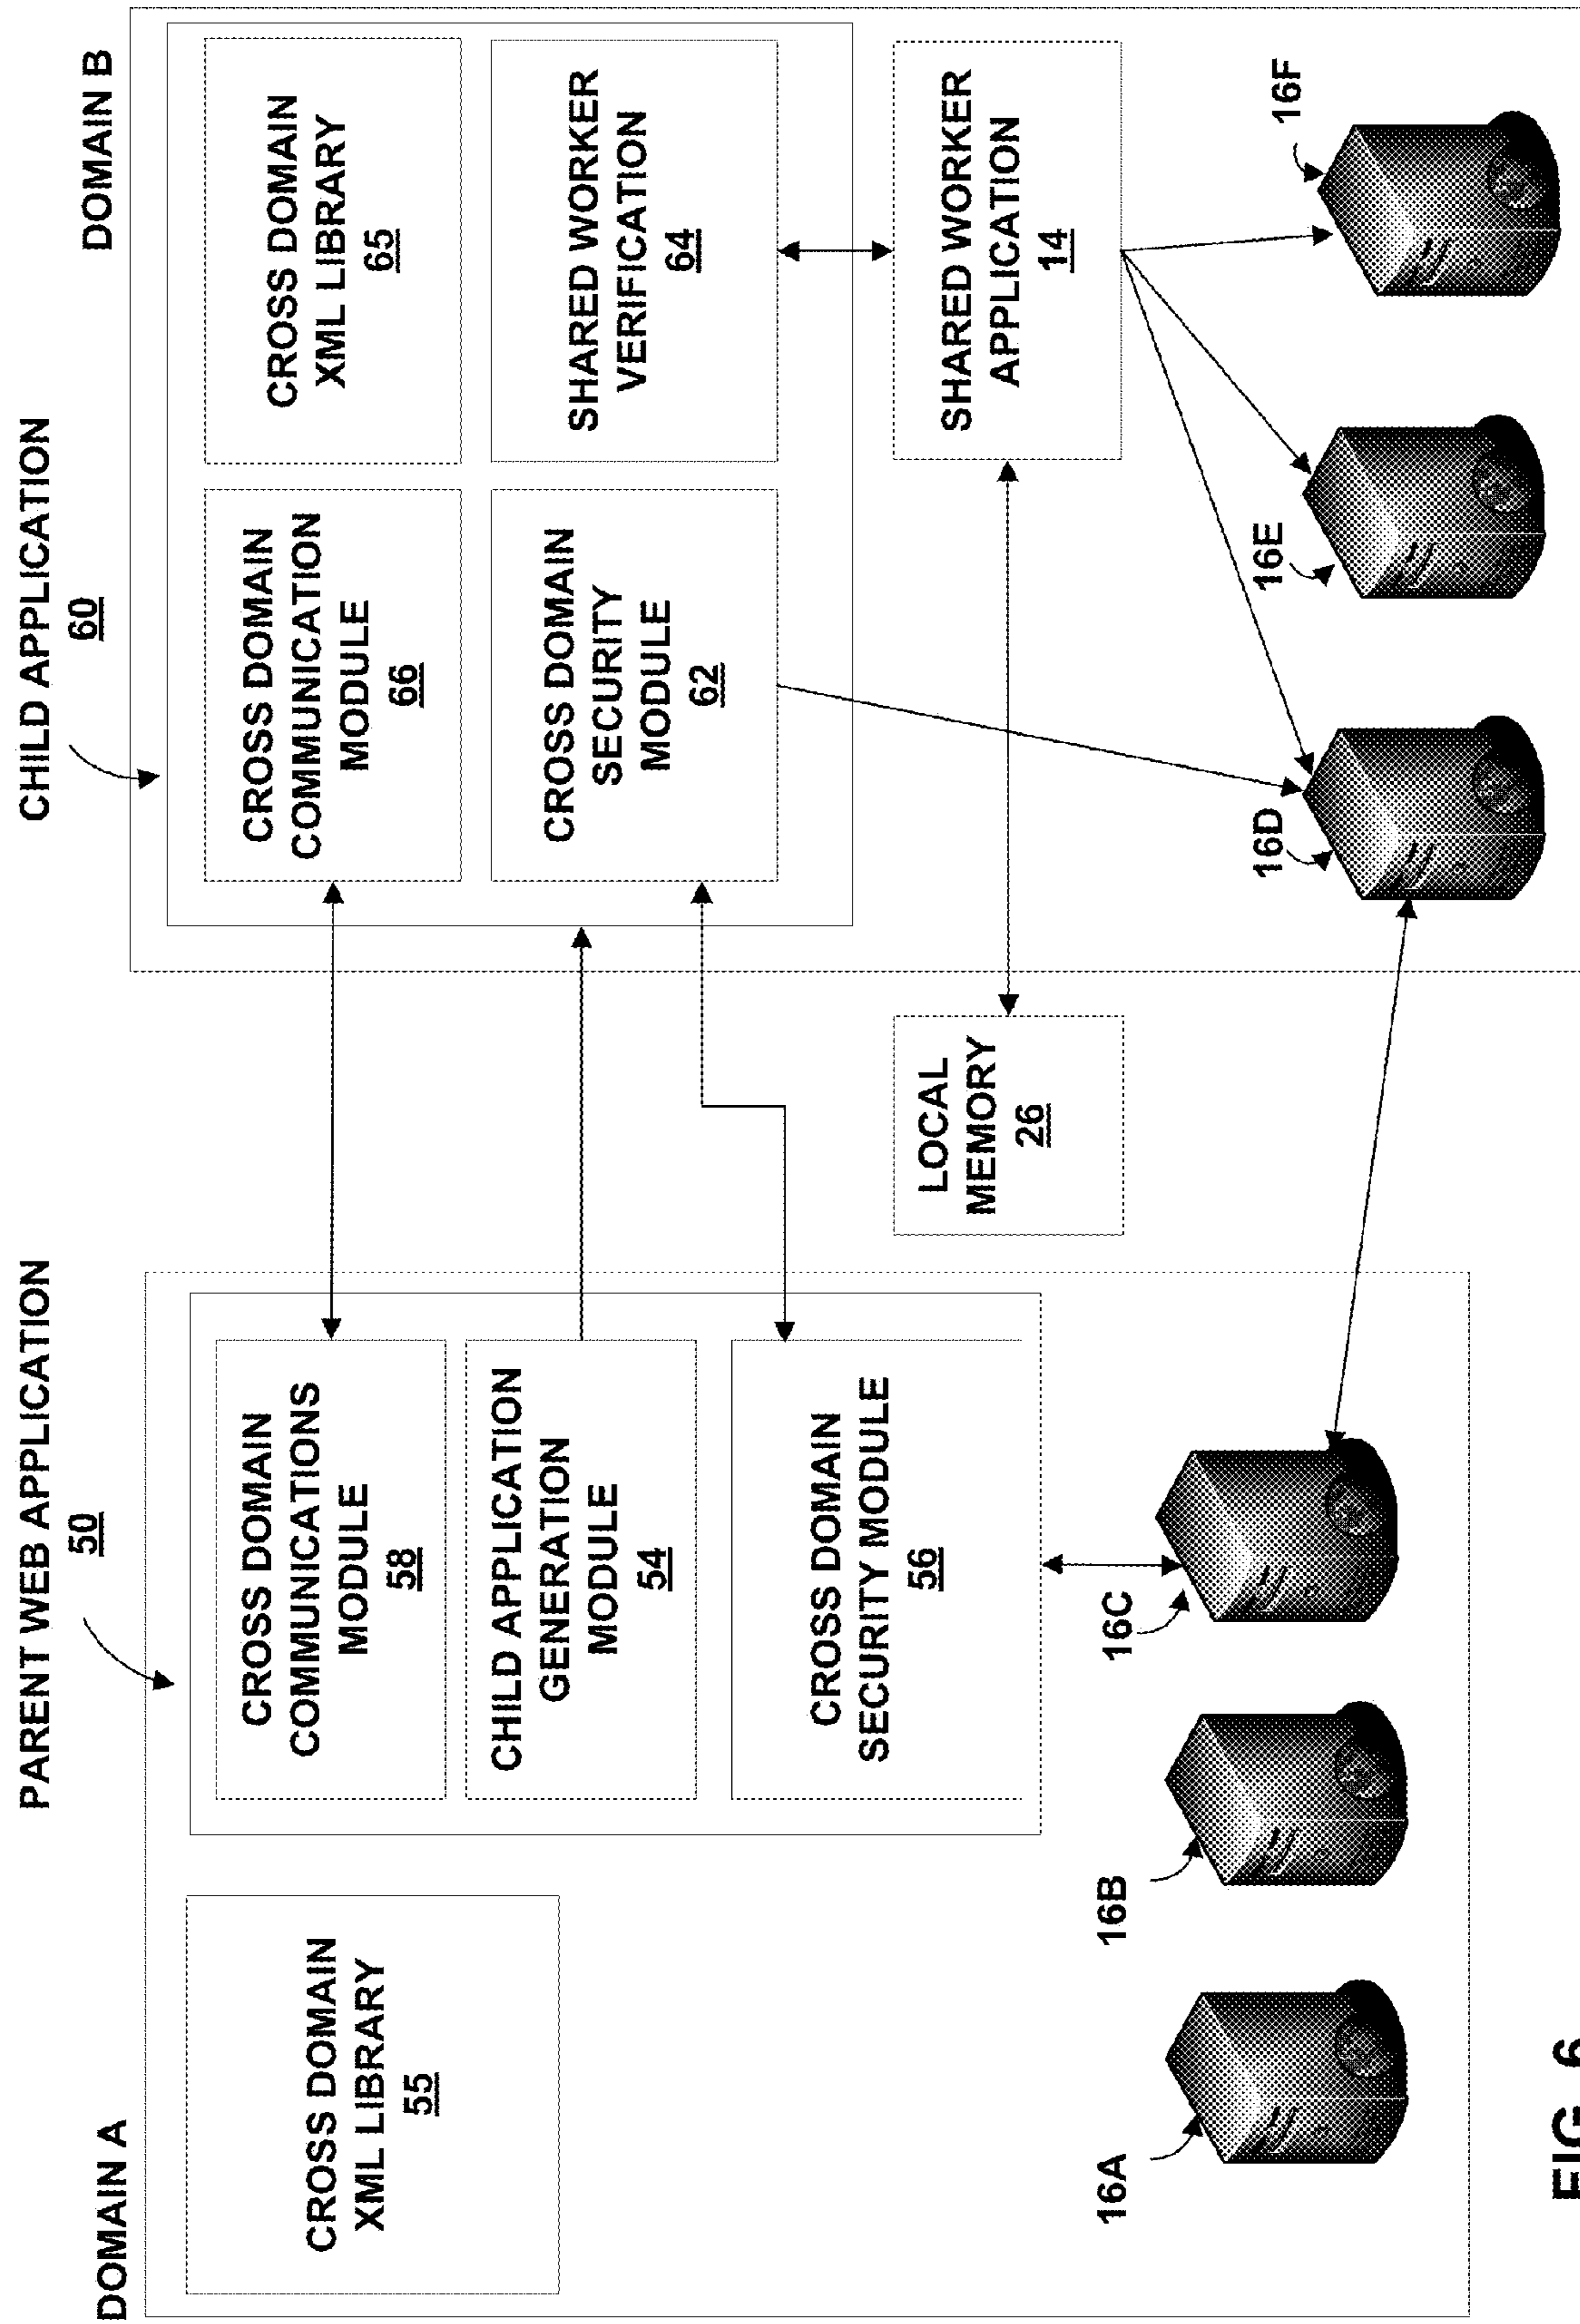 DOMAIN A
PARENT WEB APPLICATION
50
CHILD APPLICATION
60
DOMAIN B
CROSS DOMAIN
XML LIBRARY
55
CROSS DOMAIN
COMMUNICATIONS
MODULE
58
CHILD APPLICATION
GENERATION
MODULE
54
CROSS DOMAIN
SECURITY MODULE
56
CROSS DOMAIN
COMMUNICATION
MODULE
66
CROSS DOMAIN
XML LIBRARY
65
CROSS DOMAIN
SECURITY
MODULE
62
SHARED WORKER
VERIFICATION
64
LOCAL
MEMORY
26
SHARED WORKER
APPLICATION
14
16A
16B
16C
16D
16E
16F
FIG. 6